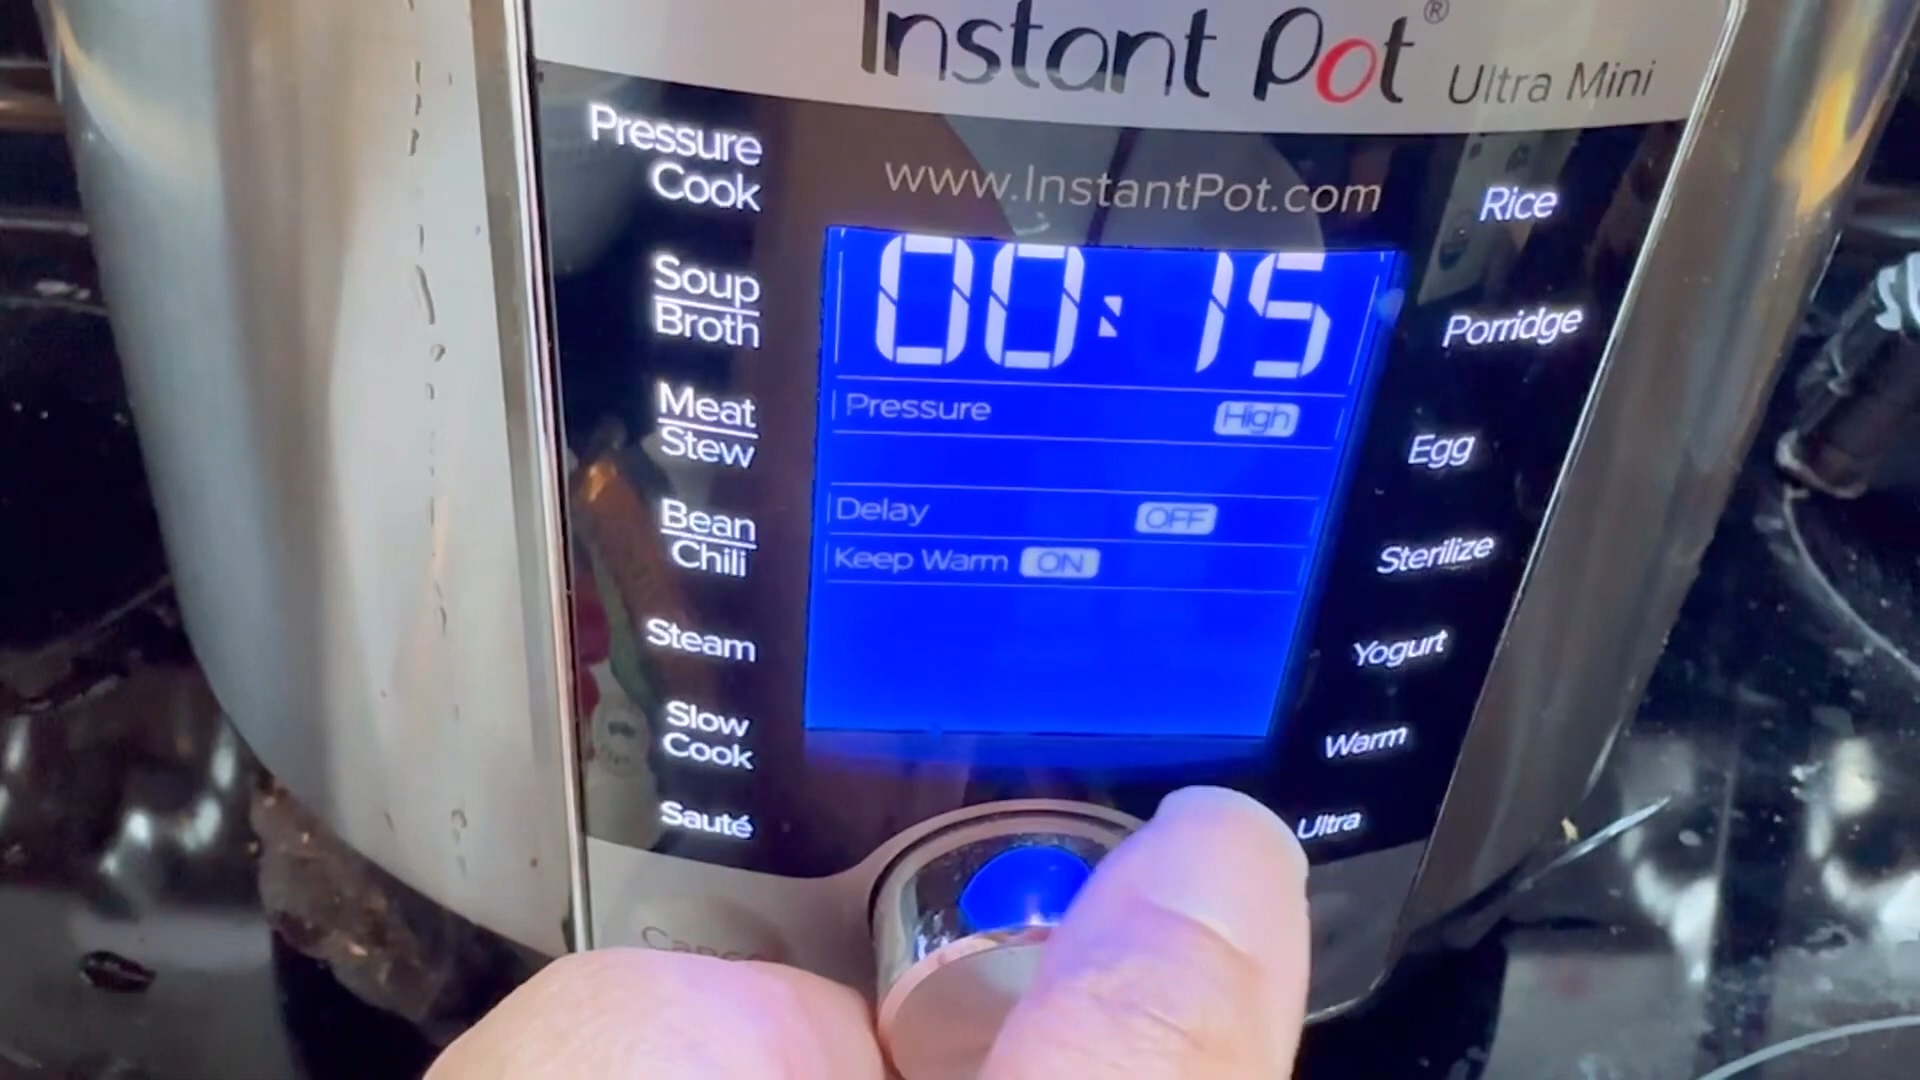 Instant Pot® Ultra Mini
www.InstantPot.com
Pressure
Cook
Soup
Broth
Meat
Stew
Bean
Chili
Steam
Slow
Cook
Sauté
00:15
Pressure High
Delay OFF
Keep Warm ON
Rice
Porridge
Egg
Sterilize
Yogurt
Warm
Ultra